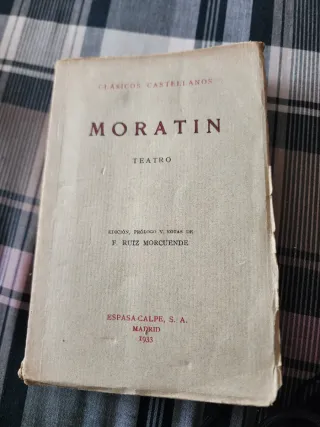 CLÁSICOS CASTELLANOS
MORATIN
TEATRO
EDICIÓN, PRÓLOGO Y NOTAS DE
F. RUIZ MORCUENDE
ESPASA-CALPE, S. A.
MADRID
1933